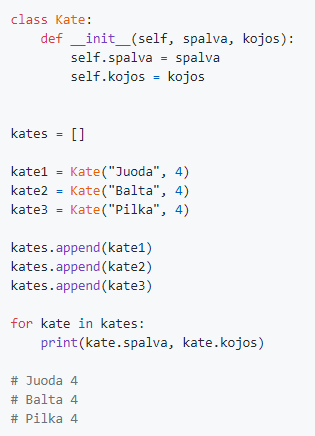 class Kate:
    def __init__(self, spalva, kojos):
        self.spalva = spalva
        self.kojos = kojos
kates = []
kate1 = Kate("Juoda", 4)
kate2 = Kate("Balta", 4)
kate3 = Kate("Pilka", 4)
kates.append(kate1)
kates.append(kate2)
kates.append(kate3)
for kate in kates:
    print(kate.spalva, kate.kojos)
# Juoda 4
# Balta 4
# Pilka 4